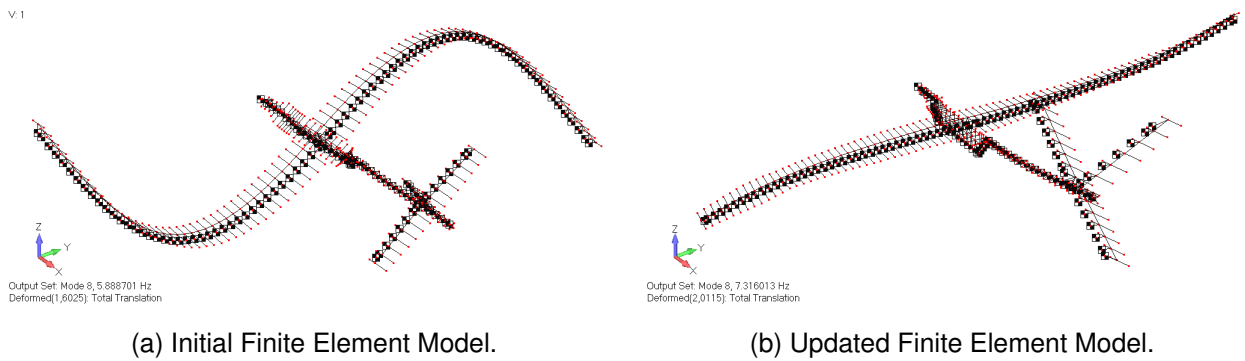 V: 1
Z
Y
X
Output Set: Mode 8, 5.888701 Hz
Deformed(1,6025): Total Translation
Z
Y
X
Output Set: Mode 8, 7.316013 Hz
Deformed(2,0115): Total Translation
(a) Initial Finite Element Model.
(b) Updated Finite Element Model.